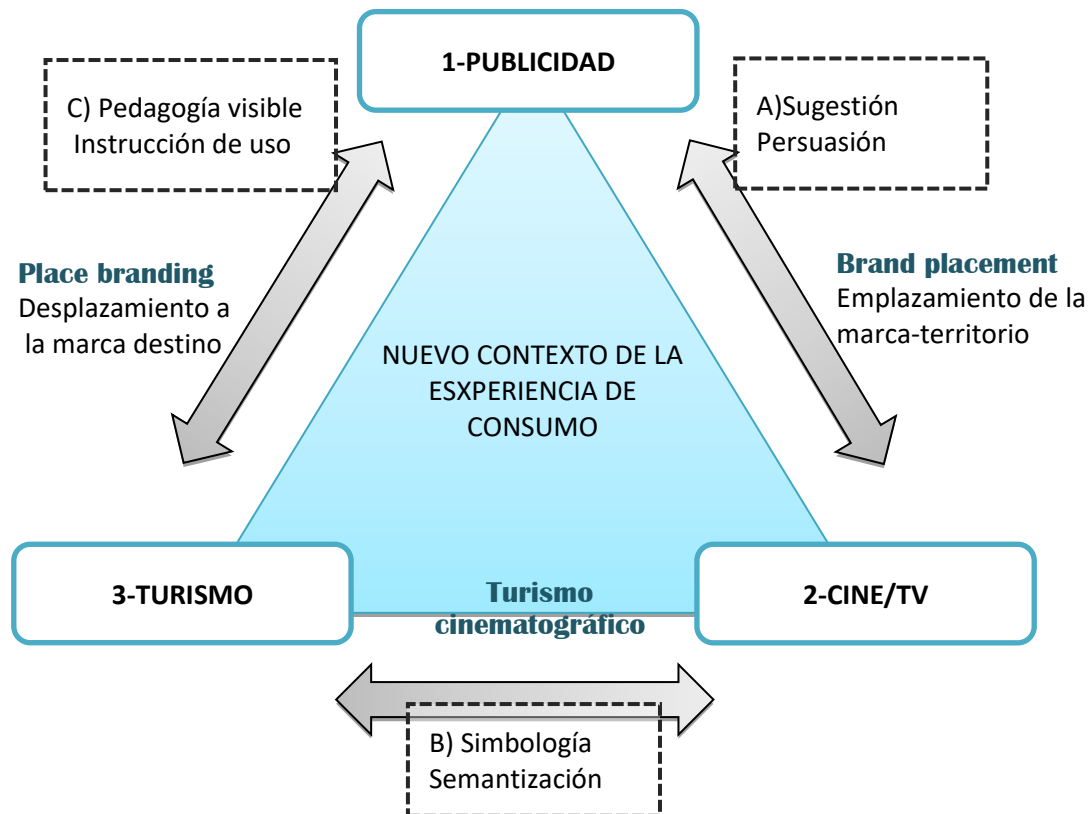 1-PUBLICIDAD
C) Pedagogía visible
Instrucción de uso
A)Sugestión
Persuasión
Place branding
Desplazamiento a
la marca destino
Brand placement
Emplazamiento de la
marca-territorio
NUEVO CONTEXTO DE LA
ESXPERIENCIA DE
CONSUMO
3-TURISMO
Turismo
cinematográfico
2-CINE/TV
B) Simbología
Semantización